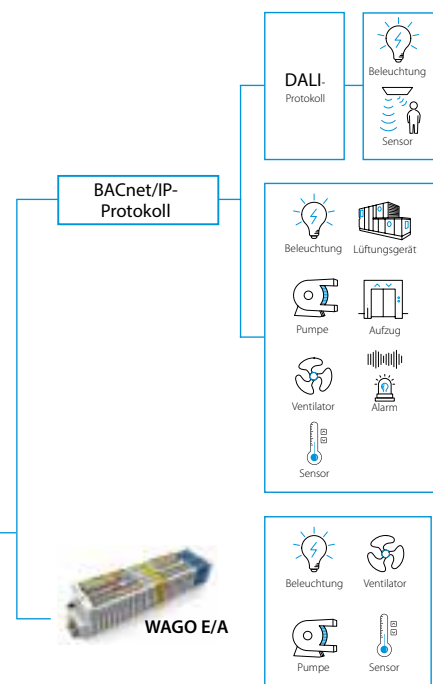 DALI-
Protokoll
Beleuchtung
Sensor
BACnet/IP-
Protokoll
Beleuchtung Lüftungsgerät
Pumpe Aufzug
Ventilator Alarm
Sensor
WAGO E/A
Beleuchtung Ventilator
Pumpe Sensor